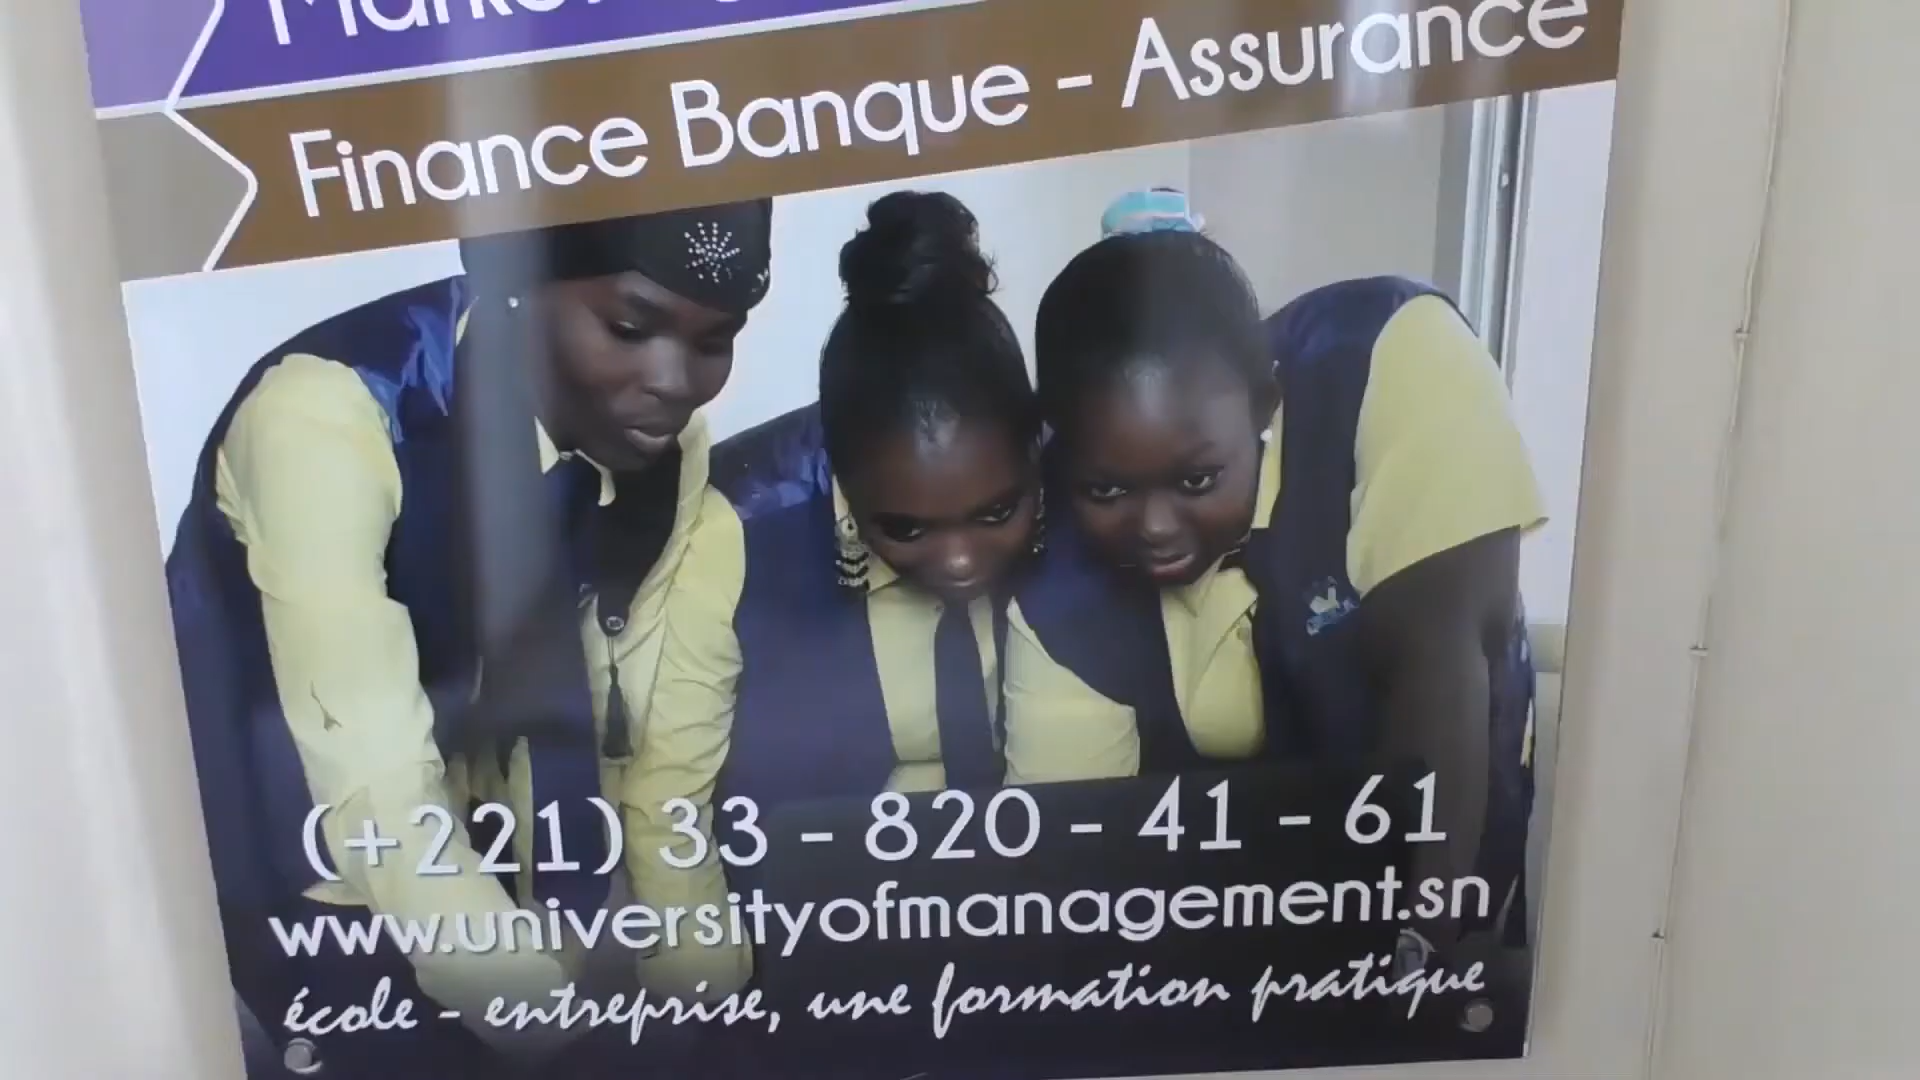 Finance Banque - Assurance
(+221) 33 - 820 - 41 - 61
www.universityofmanagement.sn
école - entreprise, une formation pratique